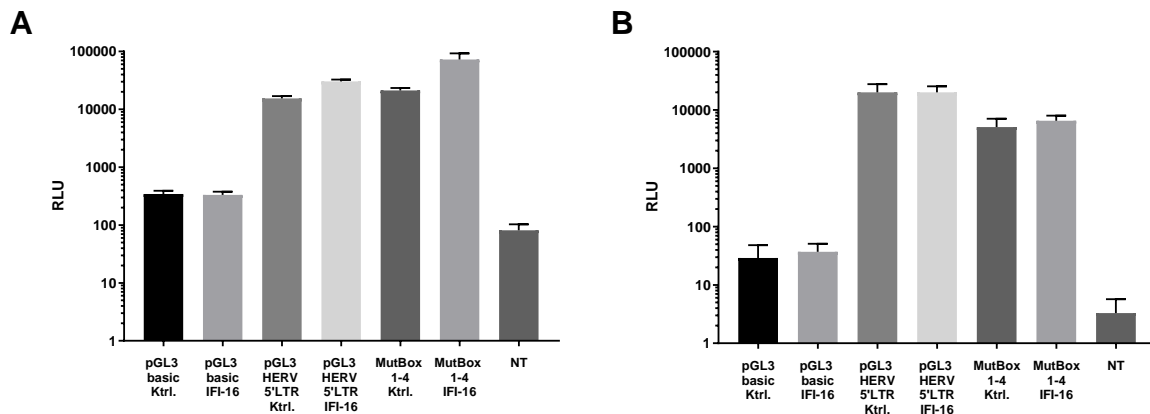 A
100000
10000
1000
100
10
1
RLU
pGL3
basic
Ktrl.
pGL3
basic
IFI-16
pGL3
HERV
5'LTR
Ktrl.
pGL3
HERV
5'LTR
IFI-16
MutBox
1-4
Ktrl.
MutBox
1-4
IFI-16
NT
B
100000
10000
1000
100
10
1
RLU
pGL3
basic
Ktrl.
pGL3
basic
IFI-16
pGL3
HERV
5'LTR
Ktrl.
pGL3
HERV
5'LTR
IFI-16
MutBox
1-4
Ktrl.
MutBox
1-4
IFI-16
NT